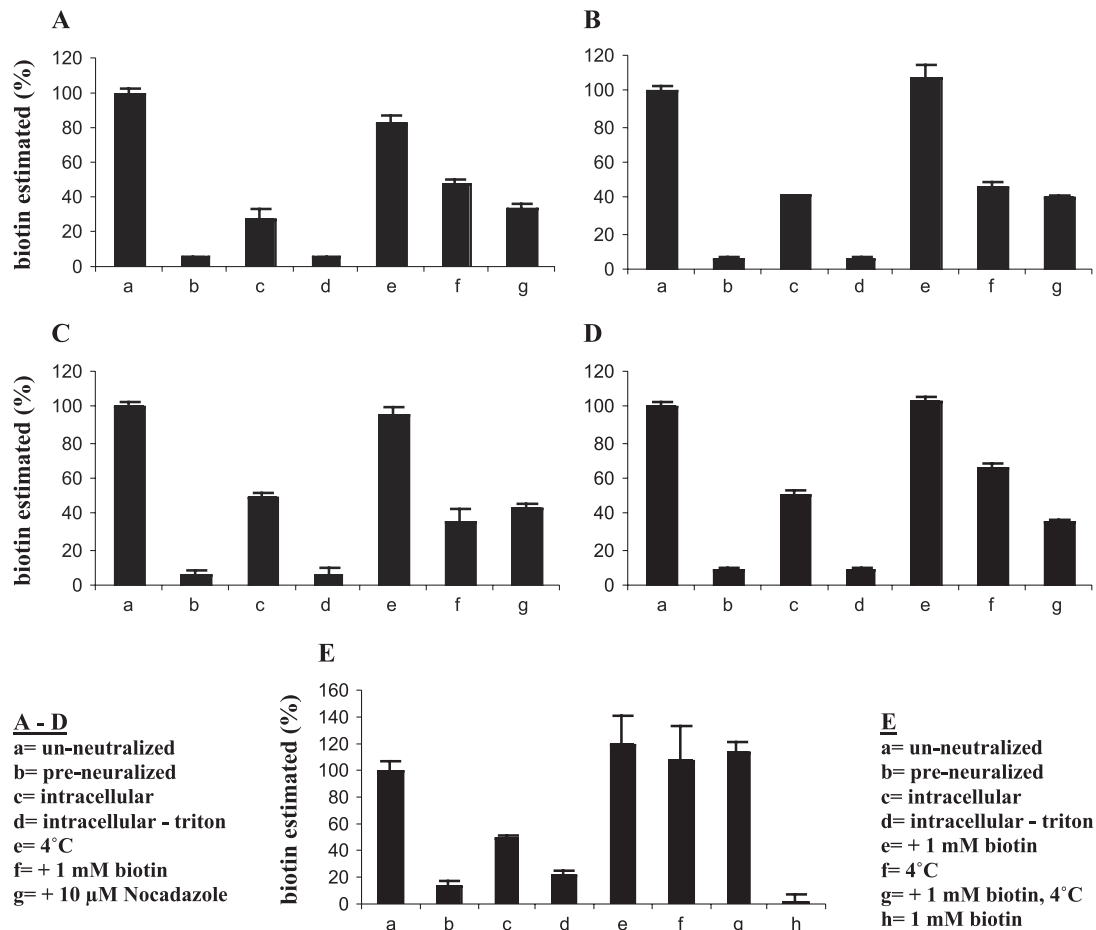 A
biotin estimated (%)
120
100
80
60
40
20
0
a b c d e f g
B
120
100
80
60
40
20
0
a b c d e f g
C
biotin estimated (%)
120
100
80
60
40
20
0
a b c d e f g
D
120
100
80
60
40
20
0
a b c d e f g
E
biotin estimated (%)
160
140
120
100
80
60
40
20
0
a b c d e f g h
A - D
a= un-neutralized
b= pre-neuralized
c= intracellular
d= intracellular - triton
e= 4˚C
f= + 1 mM biotin
g= + 10 µM Nocadazole
E
a= un-neutralized
b= pre-neuralized
c= intracellular
d= intracellular - triton
e= + 1 mM biotin
f= 4˚C
g= + 1 mM biotin, 4˚C
h= 1 mM biotin